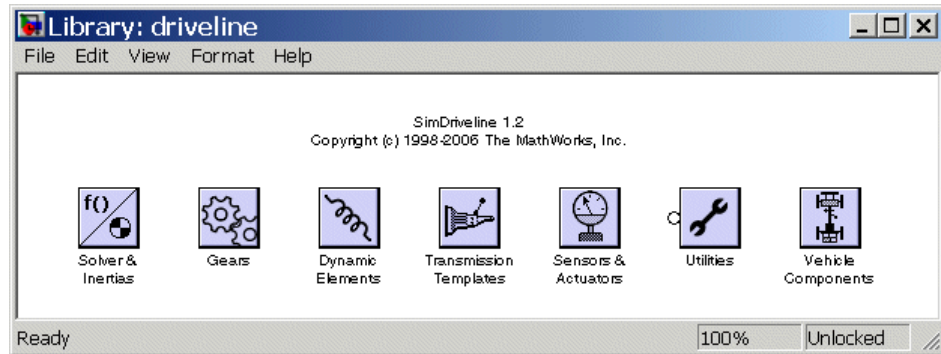 Library: driveline
File Edit View Format Help
SimDriveline 1.2
Copyright (c) 1998-2006 The MathWorks, Inc.
f()
Solver & Inertias
Gears
Dynamic Elements
Transmission Templates
Sensors & Actuators
Utilities
Vehicle Components
Ready
100%
Unlocked